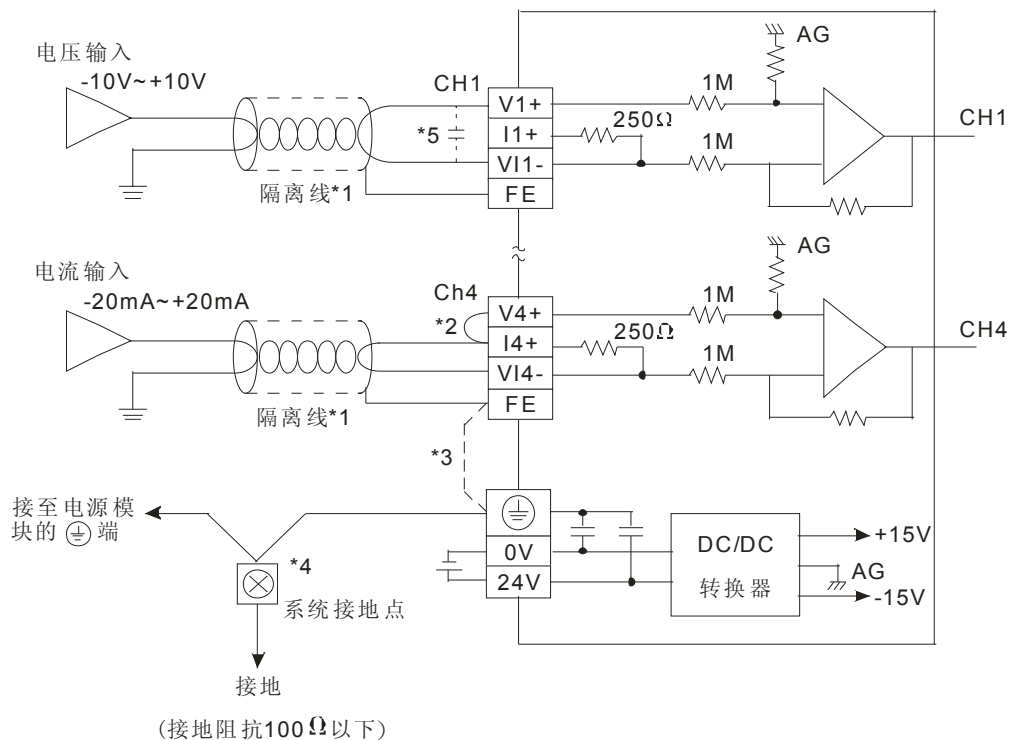 电压输入
-10V~+10V
隔离线*1
CH1
*5
V1+
I1+
VI1-
FE
250Ω
1M
1M
AG
CH1
电流输入
-20mA~+20mA
隔离线*1
Ch4
*2
V4+
I4+
VI4-
FE
250Ω
1M
1M
AG
CH4
*3
接至电源模
块的 端
*4
系统接地点
接地
(接地阻抗100Ω以下)
0V
24V
DC/DC
转换器
+15V
AG
-15V